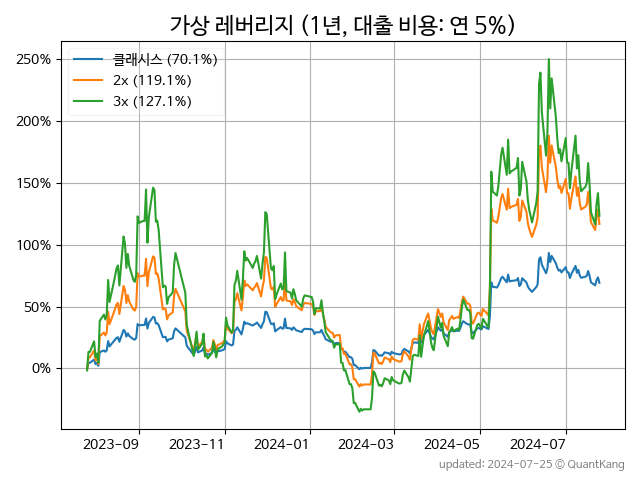 가상 레버리지 (1년, 대출 비용: 연 5%)
클래시스 (70.1%)
2x (119.1%)
3x (127.1%)
250%
200%
150%
100%
50%
0%
2023-09
2023-11
2024-01
2024-03
2024-05
2024-07
updated: 2024-07-25 © QuantKang